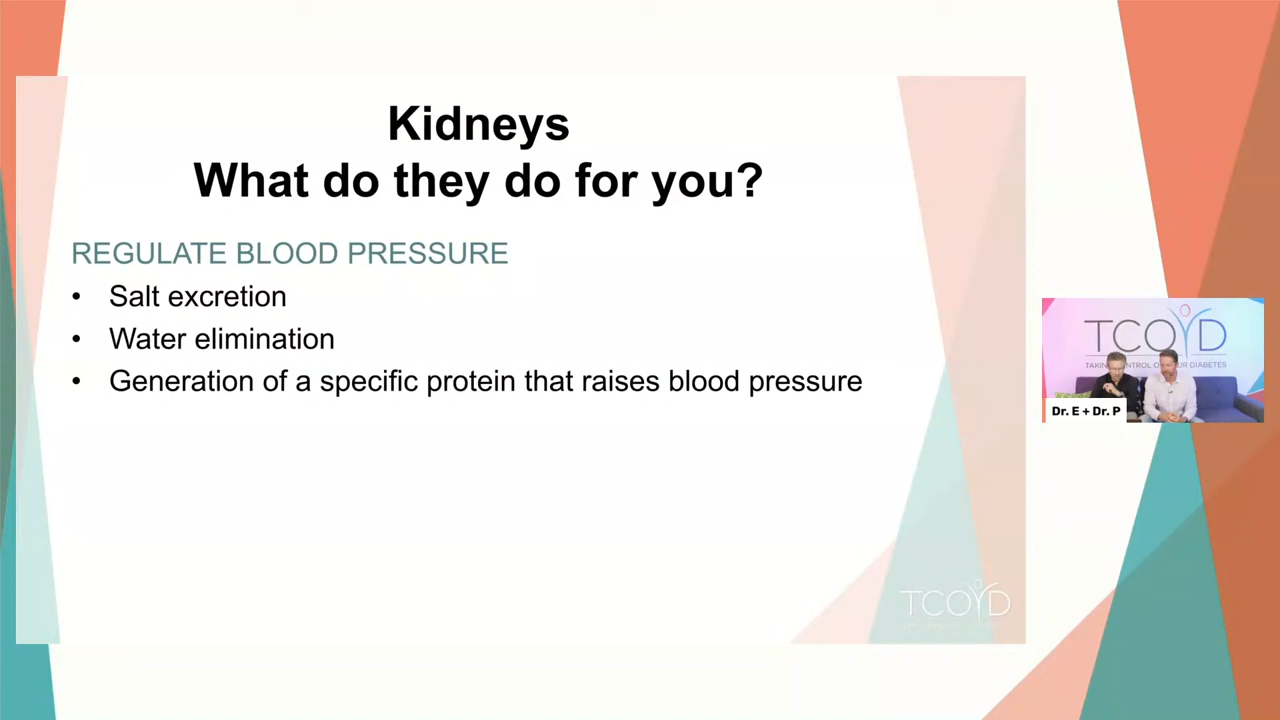 Kidneys
What do they do for you?
REGULATE BLOOD PRESSURE
• Salt excretion
• Water elimination
• Generation of a specific protein that raises blood pressure
TCOYD
TAKING CONTROL OF YOUR DIABETES
Dr. E + Dr. P
TCOYD